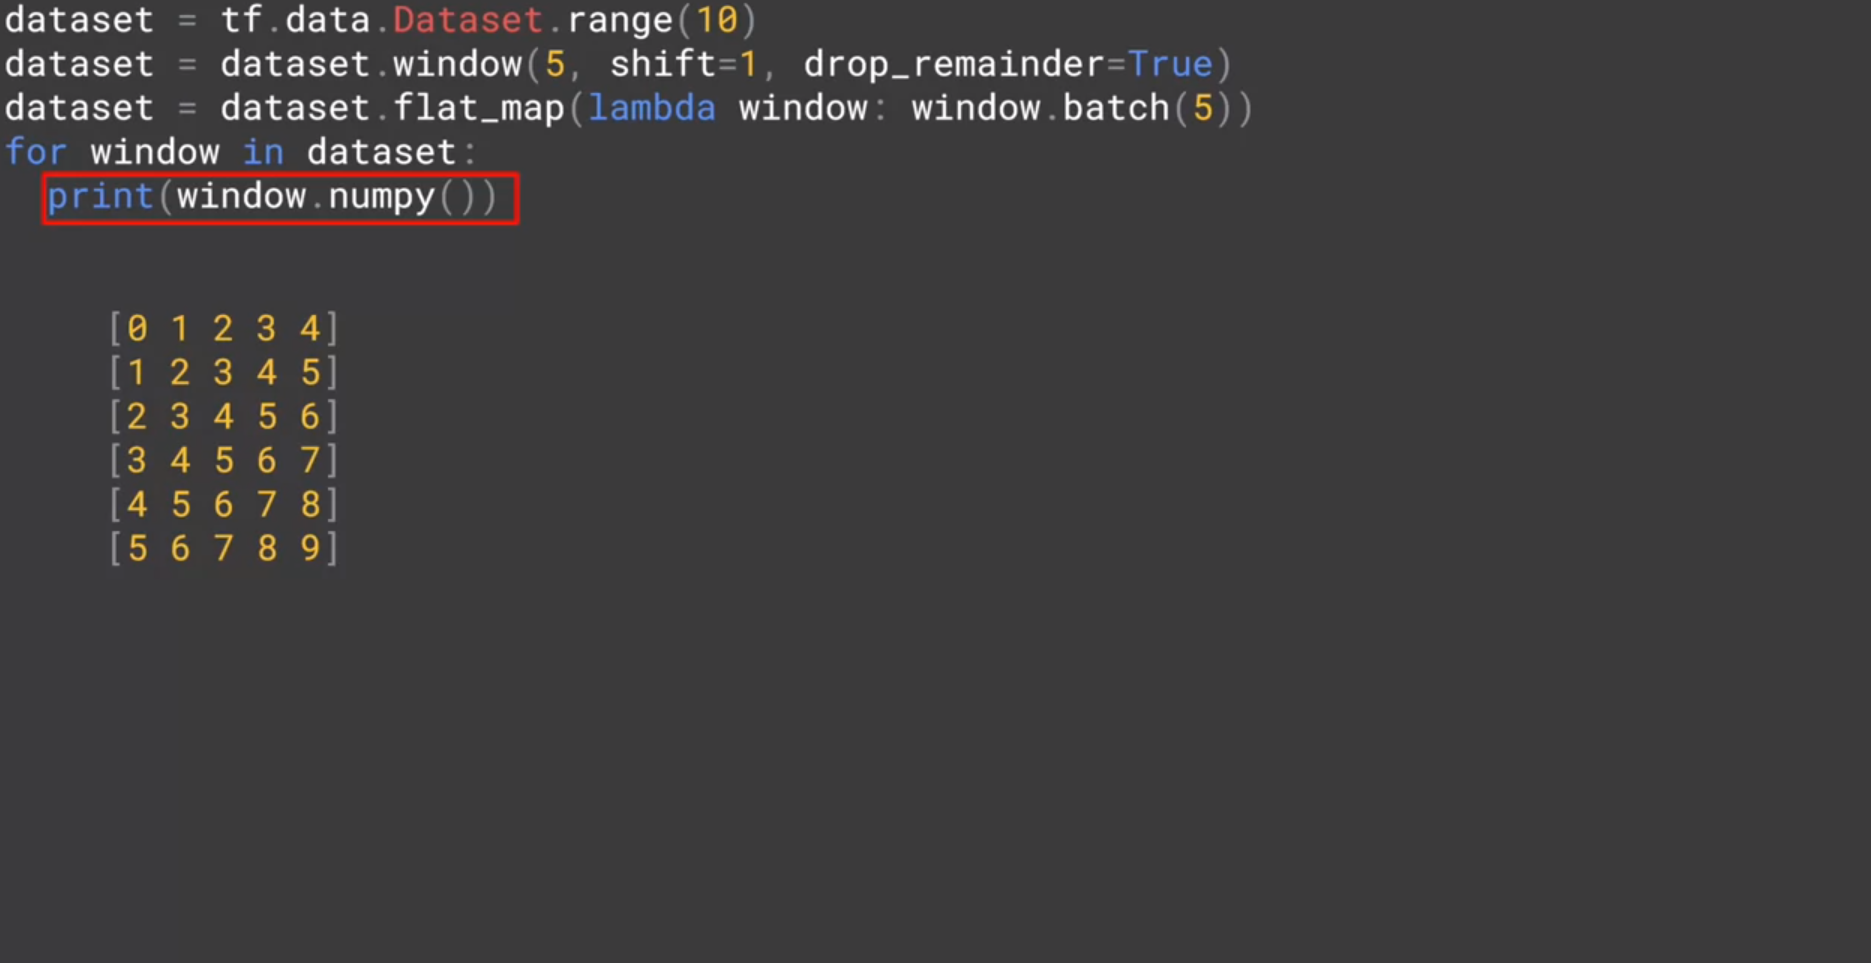 dataset = tf.data.Dataset.range(10)
dataset = dataset.window(5, shift=1, drop_remainder=True)
dataset = dataset.flat_map(lambda window: window.batch(5))
for window in dataset:
  print(window.numpy())
[0 1 2 3 4]
[1 2 3 4 5]
[2 3 4 5 6]
[3 4 5 6 7]
[4 5 6 7 8]
[5 6 7 8 9]